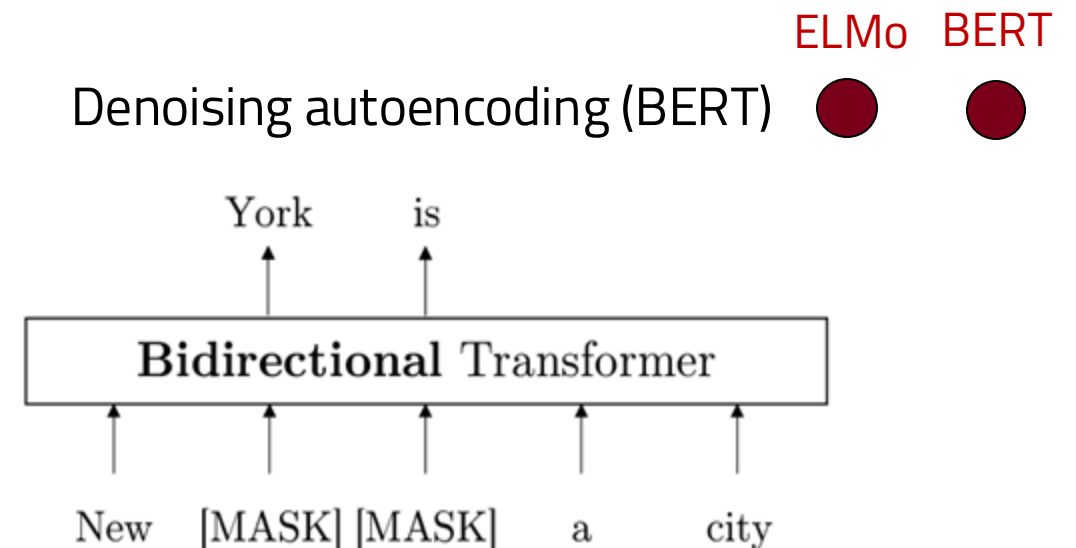 ELMo BERT
Denoising autoencoding (BERT)
York is
Bidirectional Transformer
New [MASK] [MASK] a city